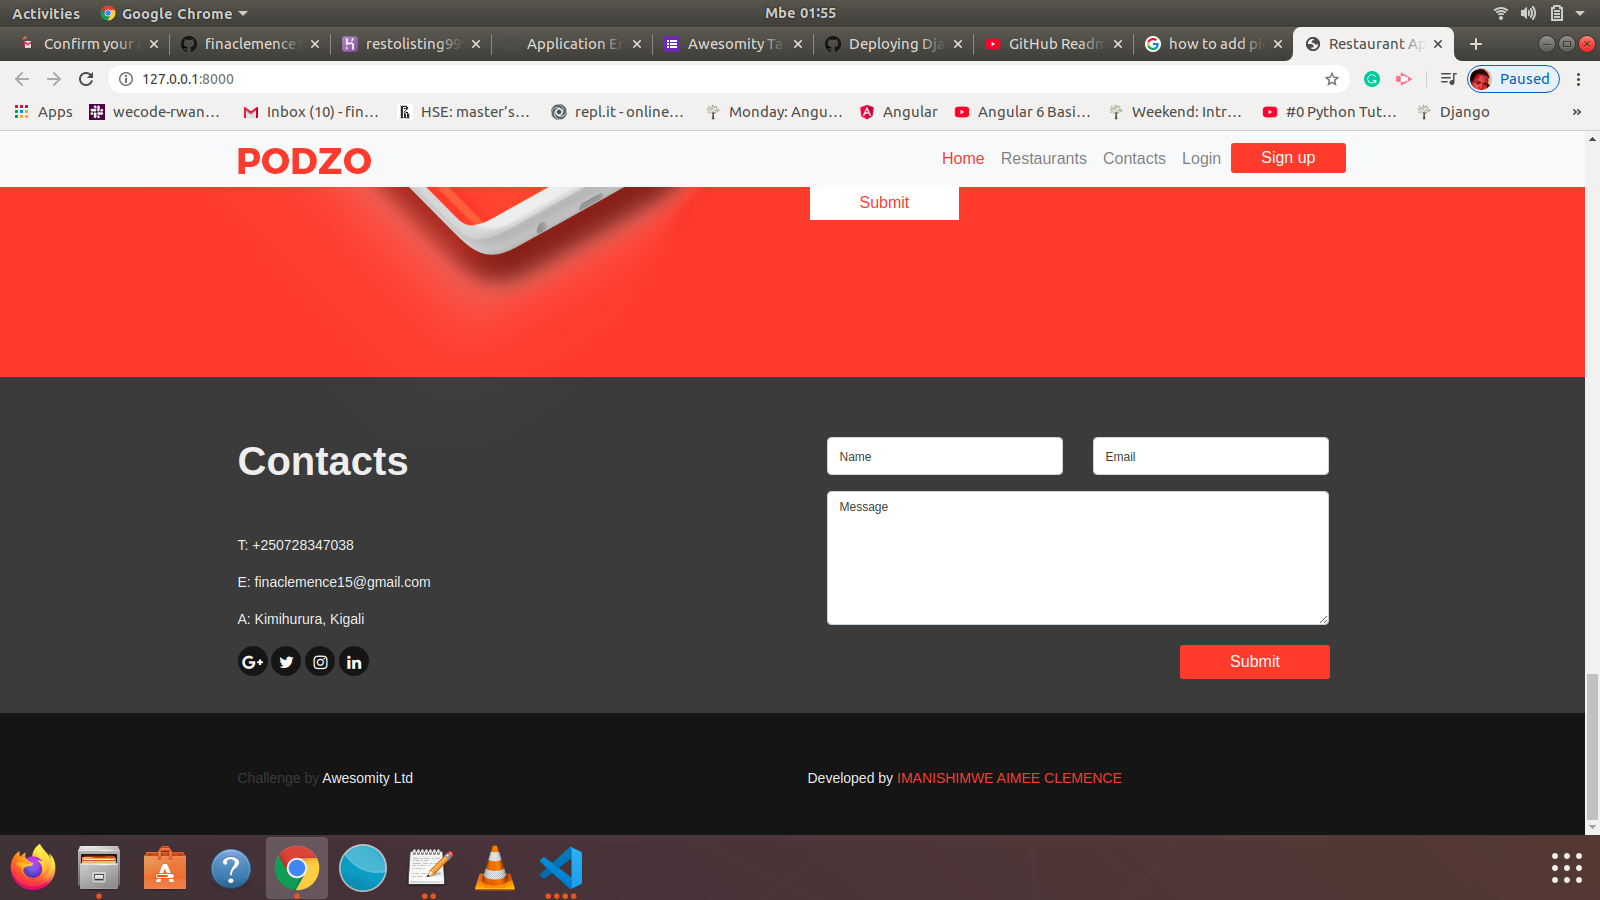 Activities Google Chrome Mbe 01:55
Confirm your finaclemence1 restolisting99 Application Er Awesomity Ta Deploying Dja GitHub Readm how to add pi Restaurant Ap
127.0.0.1:8000 Paused
Apps wecode-rwan... Inbox (10) - fin... HSE: master's... repl.it - online... Monday: Angu... Angular Angular 6 Basi... Weekend: Intr... #0 Python Tut... Django »
PODZO Home Restaurants Contacts Login Sign up
Submit
Contacts
Name Email
Message
T: +250728347038
E: finaclemence15@gmail.com
A: Kimihurura, Kigali
Submit
Challenge by Awesomity Ltd Developed by IMANISHIMWE AIMEE CLEMENCE